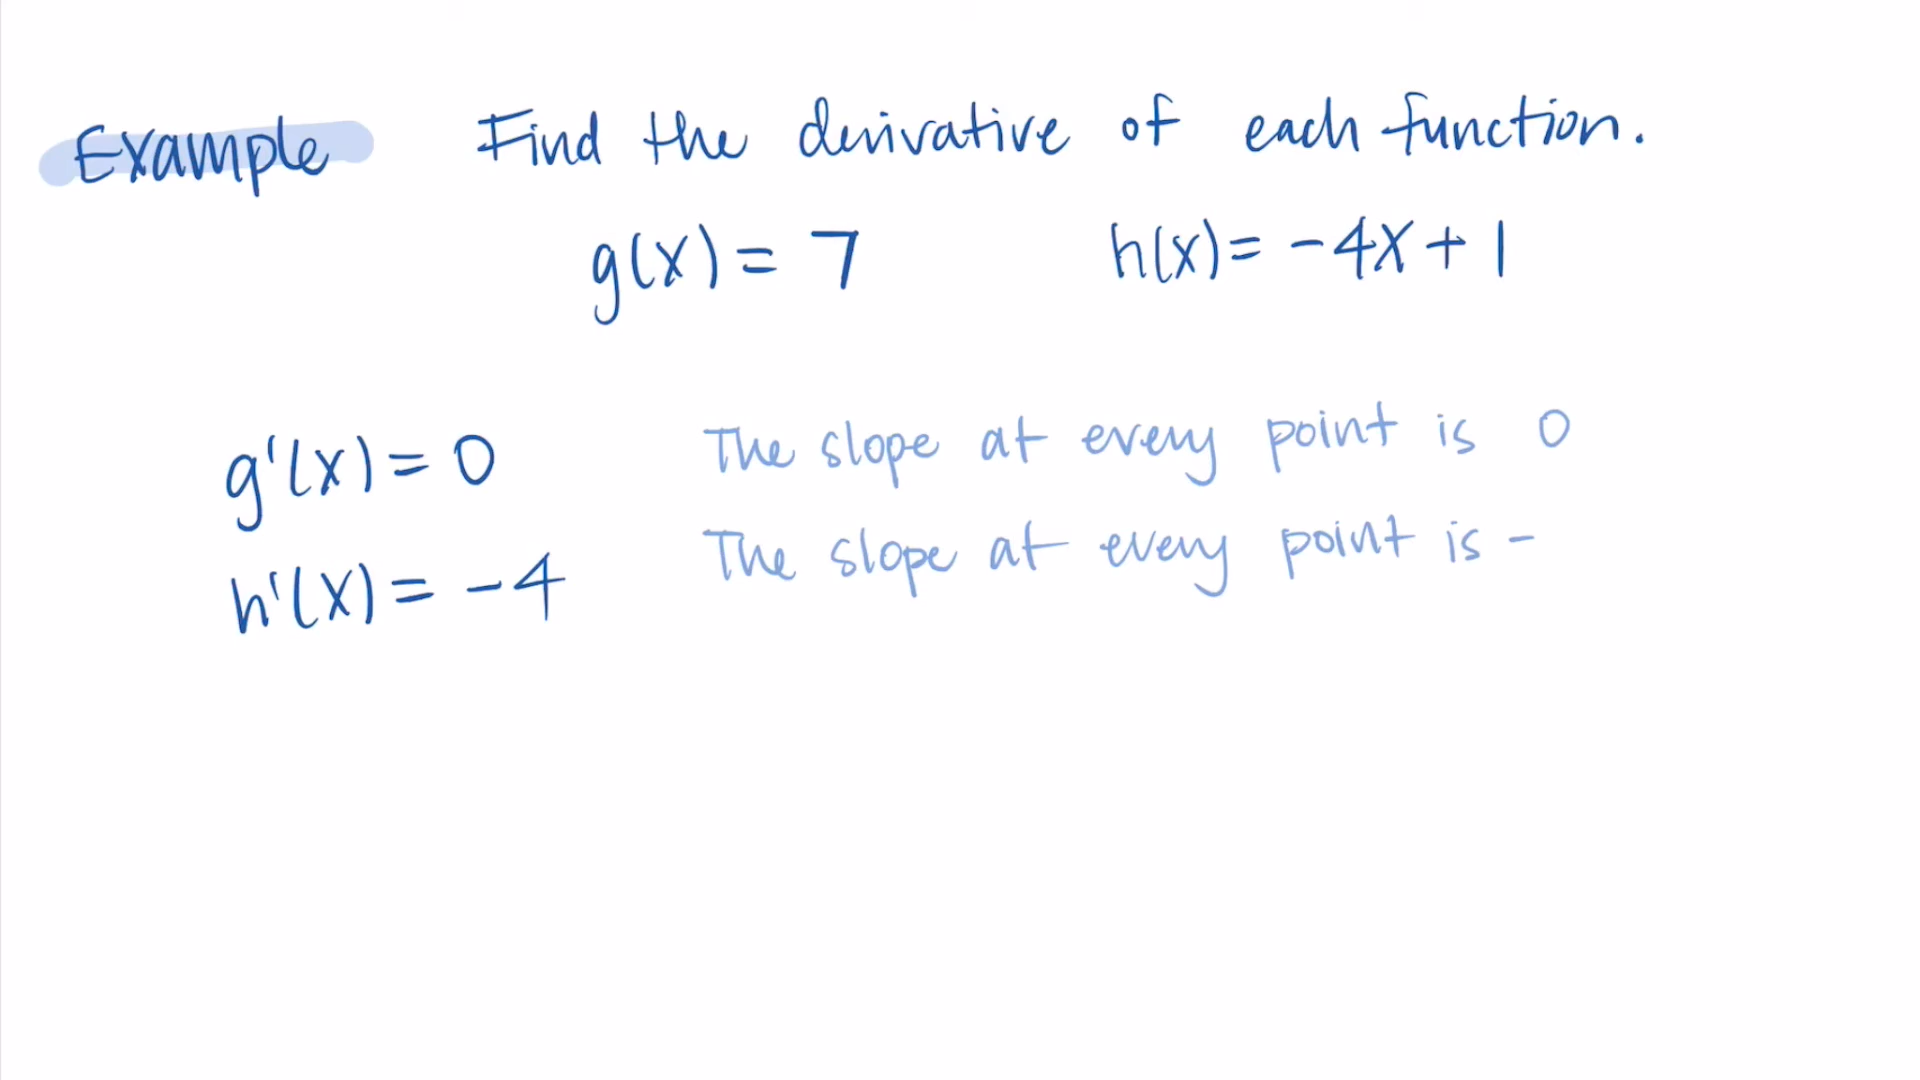 Example Find the derivative of each function.
g(x) = 7 h(x) = -4x + 1
g'(x) = 0 The slope at every point is 0
h'(x) = -4 The slope at every point is -